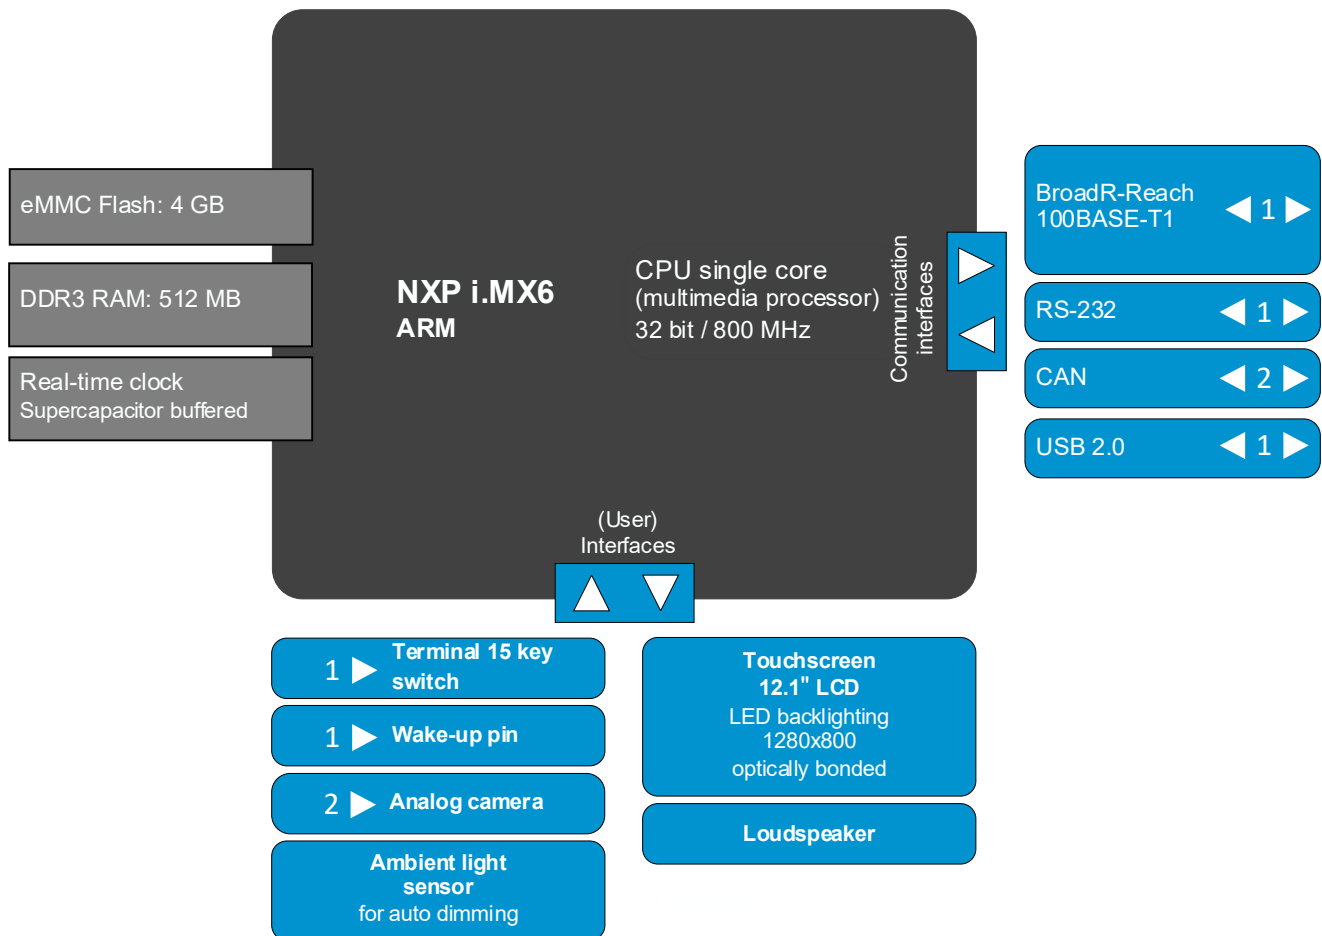 eMMC Flash: 4 GB
DDR3 RAM: 512 MB
Real-time clock
Supercapacitor buffered
NXP i.MX6
ARM
CPU single core
(multimedia processor)
32 bit / 800 MHz
Communication
interfaces
BroadR-Reach
100BASE-T1
1
RS-232
1
CAN
2
USB 2.0
1
(User)
Interfaces
1
Terminal 15 key
switch
1
Wake-up pin
2
Analog camera
Ambient light
sensor
for auto dimming
Touchscreen
12.1" LCD
LED backlighting
1280x800
optically bonded
Loudspeaker